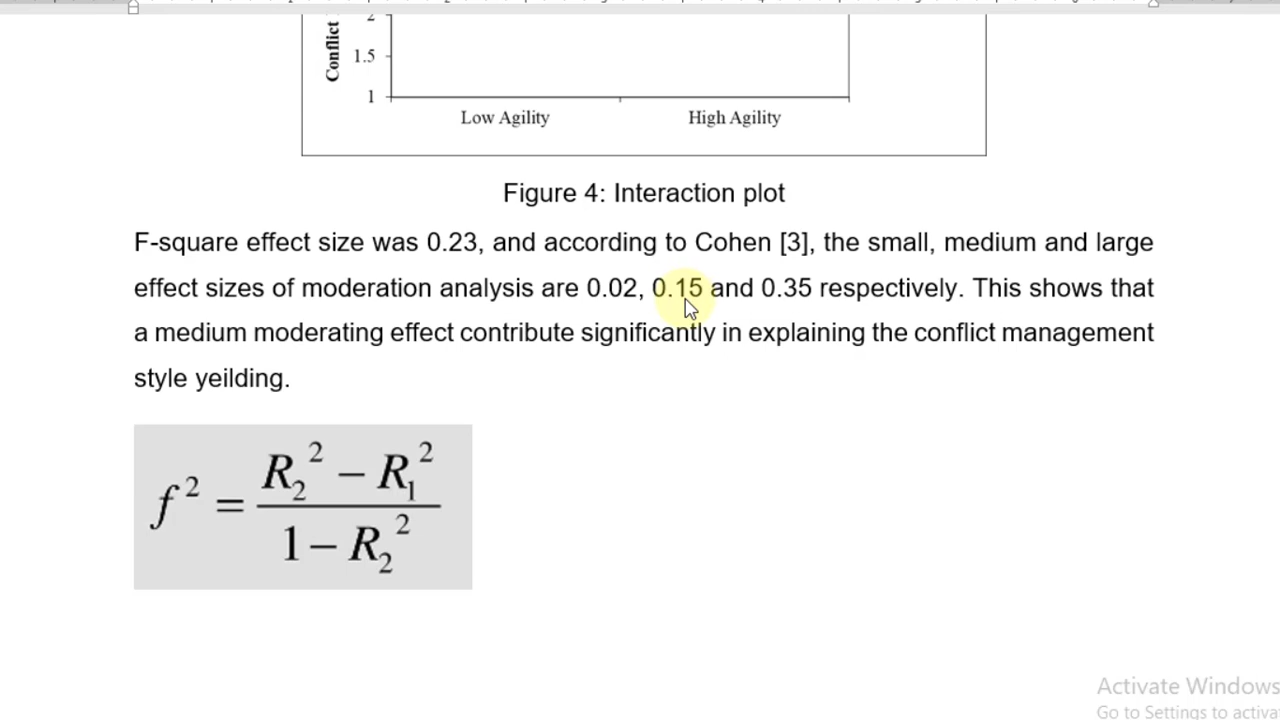 Conflict
2
1.5
1
Low Agility
High Agility
Figure 4: Interaction plot
F-square effect size was 0.23, and according to Cohen [3], the small, medium and large
effect sizes of moderation analysis are 0.02, 0.15 and 0.35 respectively. This shows that
a medium moderating effect contribute significantly in explaining the conflict management
style yeilding.
f² = (R₂² − R₁²) / (1 − R₂²)
Activate Windows
Go to Settings to activa